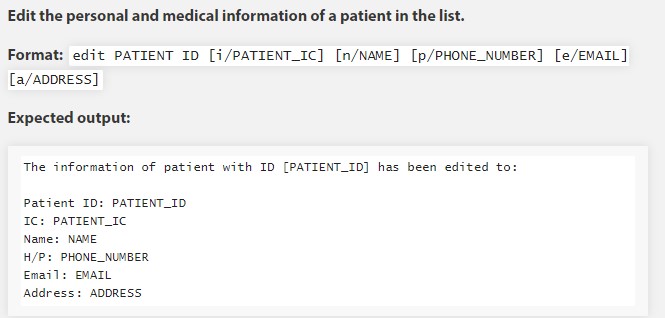 Edit the personal and medical information of a patient in the list.
Format: edit PATIENT ID [i/PATIENT_IC] [n/NAME] [p/PHONE_NUMBER] [e/EMAIL]
[a/ADDRESS]
Expected output:
The information of patient with ID [PATIENT_ID] has been edited to:
Patient ID: PATIENT_ID
IC: PATIENT_IC
Name: NAME
H/P: PHONE_NUMBER
Email: EMAIL
Address: ADDRESS